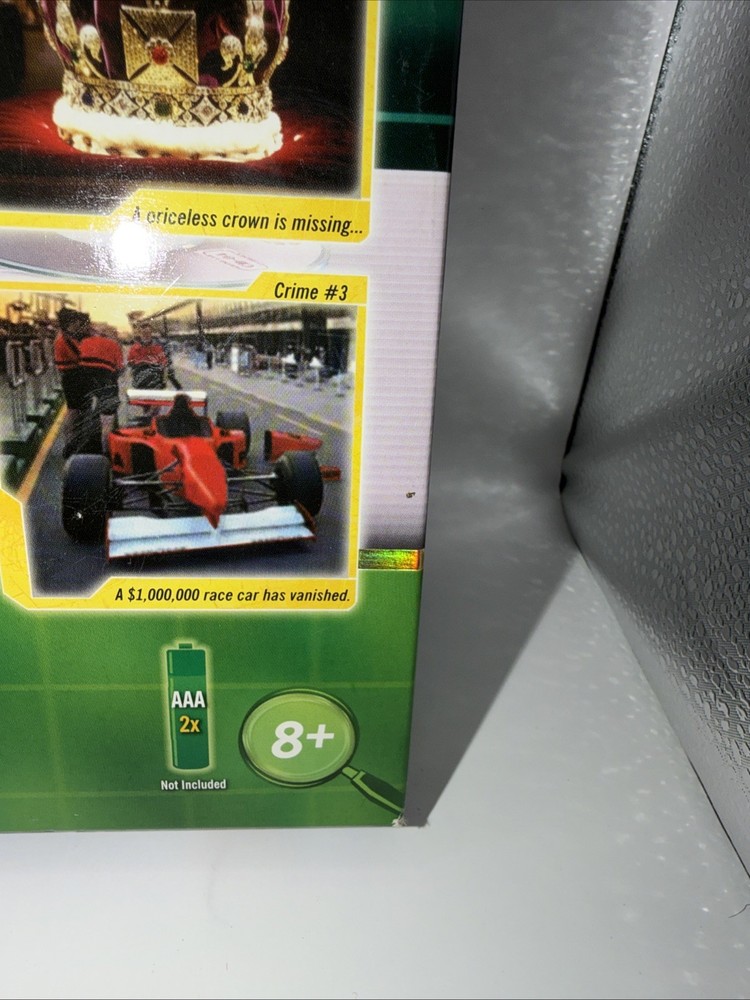 A priceless crown is missing...
Crime #3
A $1,000,000 race car has vanished.
AAA
2x
Not Included
8+